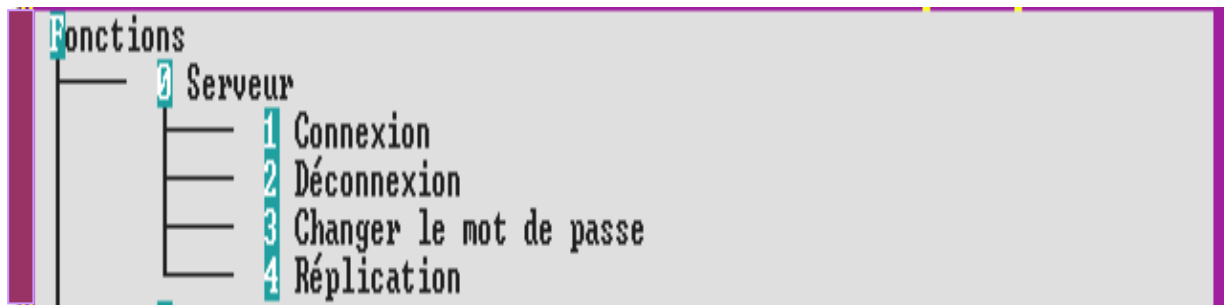 Fonctions
0 Serveur
1 Connexion
2 Déconnexion
3 Changer le mot de passe
4 Réplication